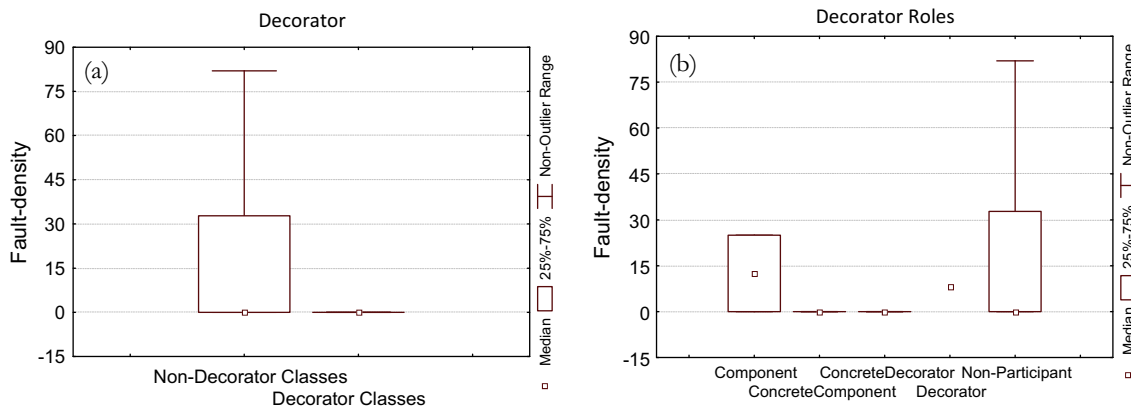 Decorator
(a)
90
75
60
45
30
15
0
-15
Fault-density
Non-Decorator Classes
Decorator Classes
Median 25%-75% Non-Outlier Range
Decorator Roles
(b)
90
75
60
45
30
15
0
-15
Fault-density
Component ConcreteDecorator Non-Participant
ConcreteComponent Decorator
Median 25%-75% Non-Outlier Range